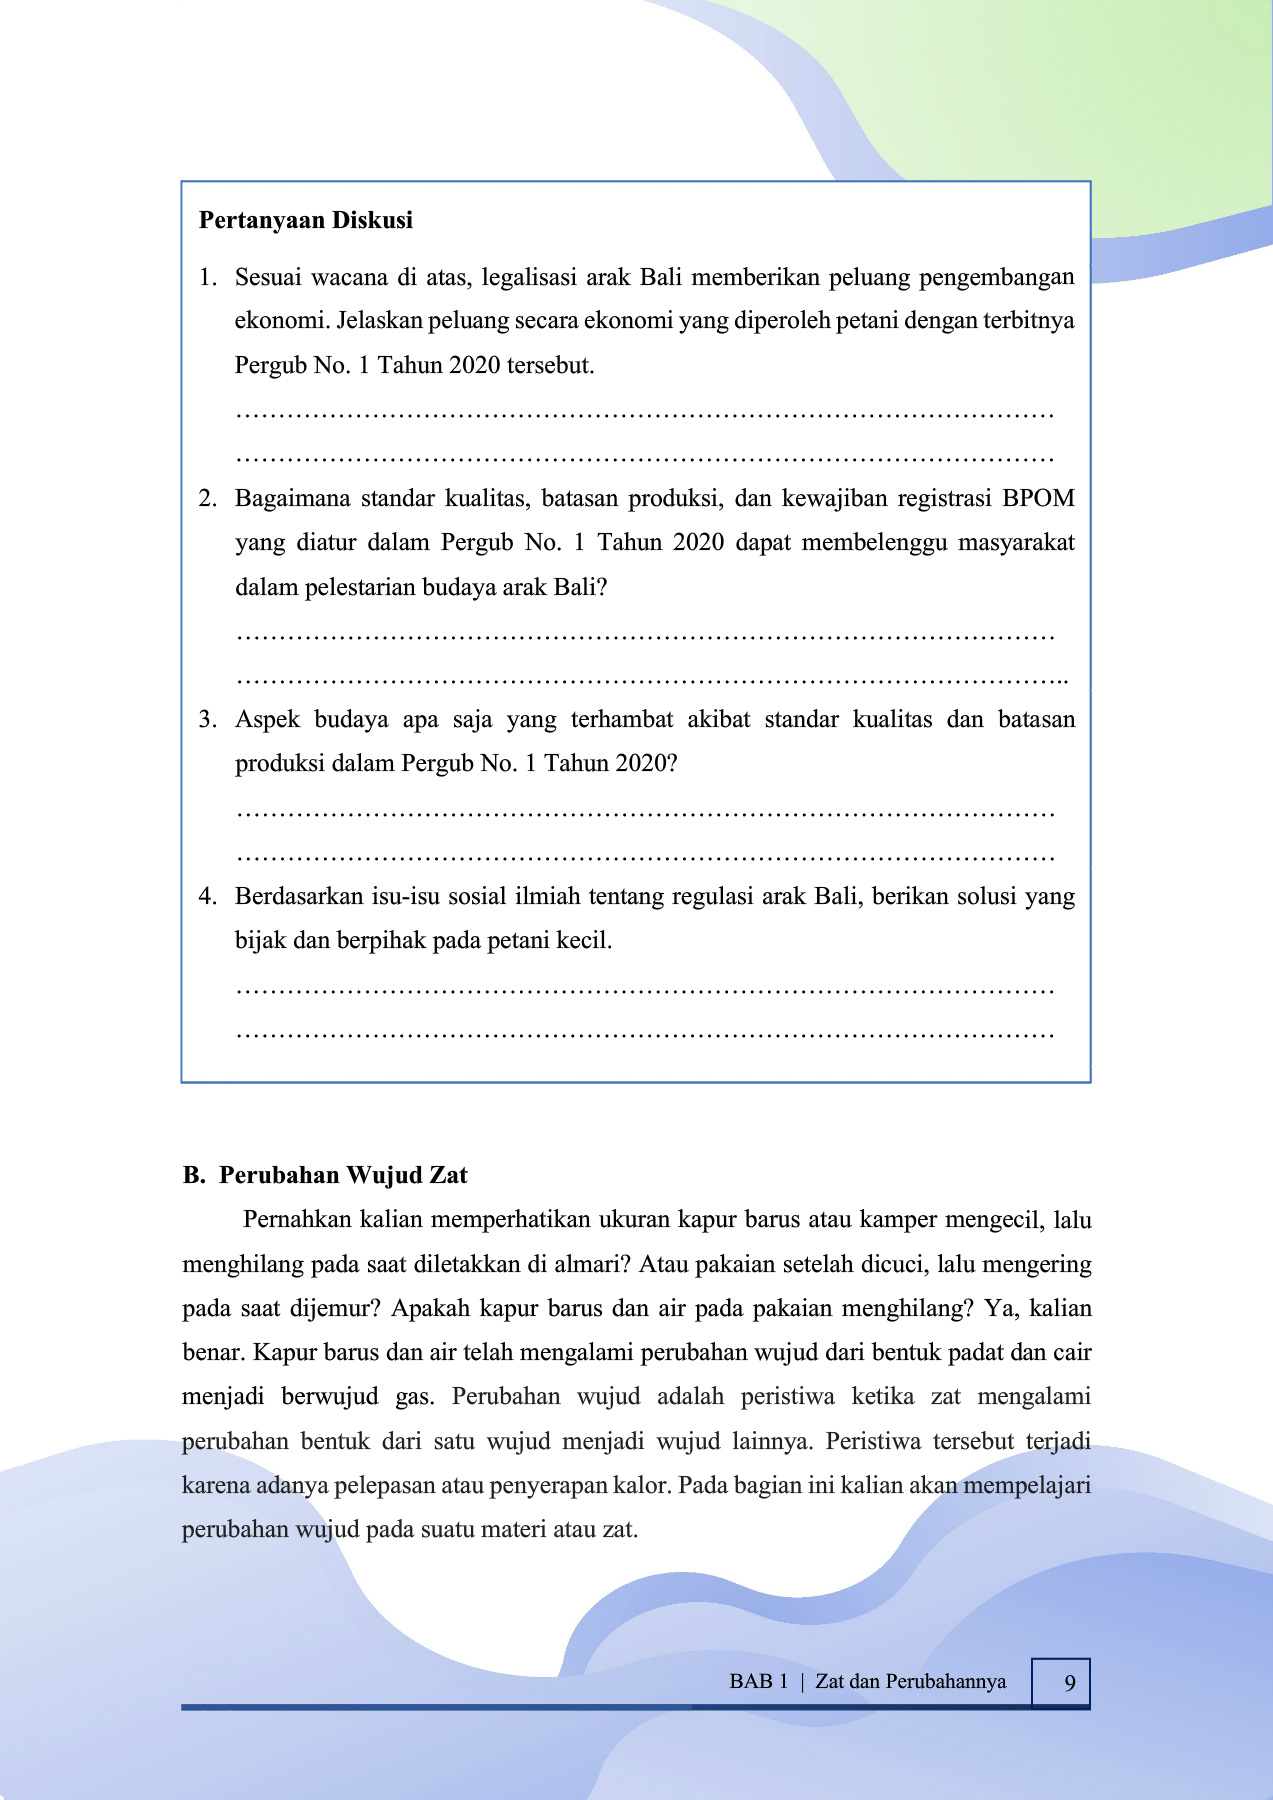 Pertanyaan Diskusi
1. Sesuai wacana di atas, legalisasi arak Bali memberikan peluang pengembangan
ekonomi. Jelaskan peluang secara ekonomi yang diperoleh petani dengan terbitnya
Pergub No. 1 Tahun 2020 tersebut.
……………………………………………………………………………………
……………………………………………………………………………………
2. Bagaimana standar kualitas, batasan produksi, dan kewajiban registrasi BPOM
yang diatur dalam Pergub No. 1 Tahun 2020 dapat membelenggu masyarakat
dalam pelestarian budaya arak Bali?
……………………………………………………………………………………
……………………………………………………………………………………..
3. Aspek budaya apa saja yang terhambat akibat standar kualitas dan batasan
produksi dalam Pergub No. 1 Tahun 2020?
……………………………………………………………………………………
……………………………………………………………………………………
4. Berdasarkan isu-isu sosial ilmiah tentang regulasi arak Bali, berikan solusi yang
bijak dan berpihak pada petani kecil.
……………………………………………………………………………………
……………………………………………………………………………………
B. Perubahan Wujud Zat
Pernahkan kalian memperhatikan ukuran kapur barus atau kamper mengecil, lalu
menghilang pada saat diletakkan di almari? Atau pakaian setelah dicuci, lalu mengering
pada saat dijemur? Apakah kapur barus dan air pada pakaian menghilang? Ya, kalian
benar. Kapur barus dan air telah mengalami perubahan wujud dari bentuk padat dan cair
menjadi berwujud gas. Perubahan wujud adalah peristiwa ketika zat mengalami
perubahan bentuk dari satu wujud menjadi wujud lainnya. Peristiwa tersebut terjadi
karena adanya pelepasan atau penyerapan kalor. Pada bagian ini kalian akan mempelajari
perubahan wujud pada suatu materi atau zat.
BAB 1 | Zat dan Perubahannya 9